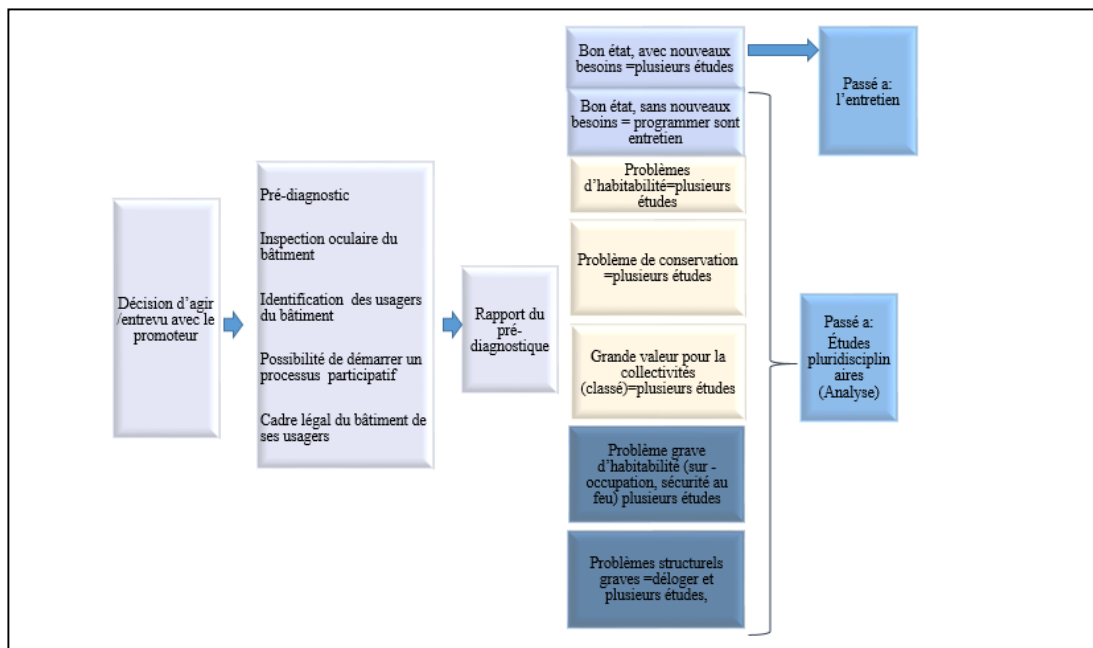 Décision d'agir
/entrevu avec le
promoteur
Pré-diagnostic
Inspection oculaire du
bâtiment
Identification des usagers
du bâtiment
Possibilité de démarrer un
processus participatif
Cadre légal du bâtiment de
ses usagers
Rapport du
pré-
diagnostique
Bon état, avec nouveaux
besoins =plusieurs études
Bon état, sans nouveaux
besoins = programmer sont
entretien
Problèmes
d'habitabilité=plusieurs
études
Problème de conservation
=plusieurs études
Grande valeur pour la
collectivités
(classé)=plusieurs études
Problème grave
d'habitabilité (sur -
occupation, sécurité au
feu) plusieurs études
Problèmes structurels
graves =déloger et
plusieurs études,
Passé a:
l'entretien
Passé a:
Études
pluridisciplin
aires
(Analyse)